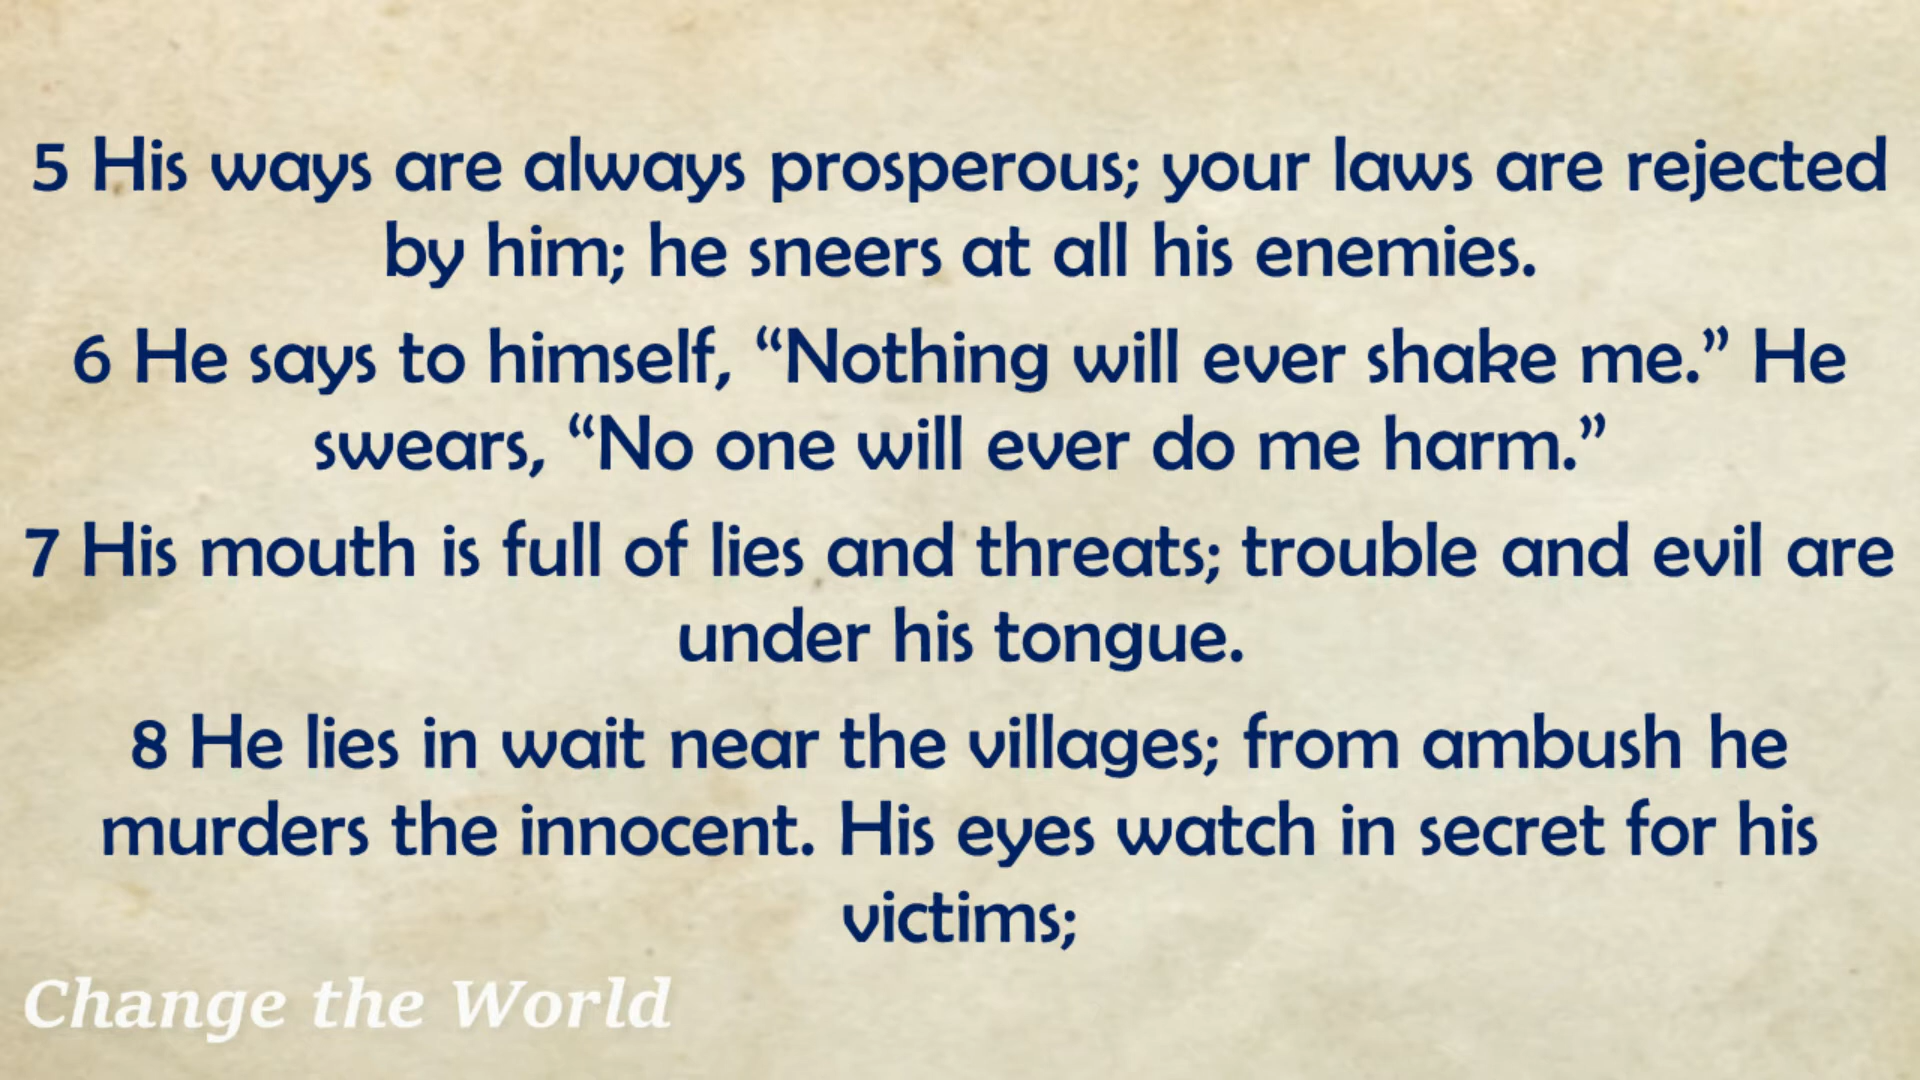 5 His ways are always prosperous; your laws are rejected
by him; he sneers at all his enemies.
6 He says to himself, “Nothing will ever shake me.” He
swears, “No one will ever do me harm.”
7 His mouth is full of lies and threats; trouble and evil are
under his tongue.
8 He lies in wait near the villages; from ambush he
murders the innocent. His eyes watch in secret for his
victims;
Change the World